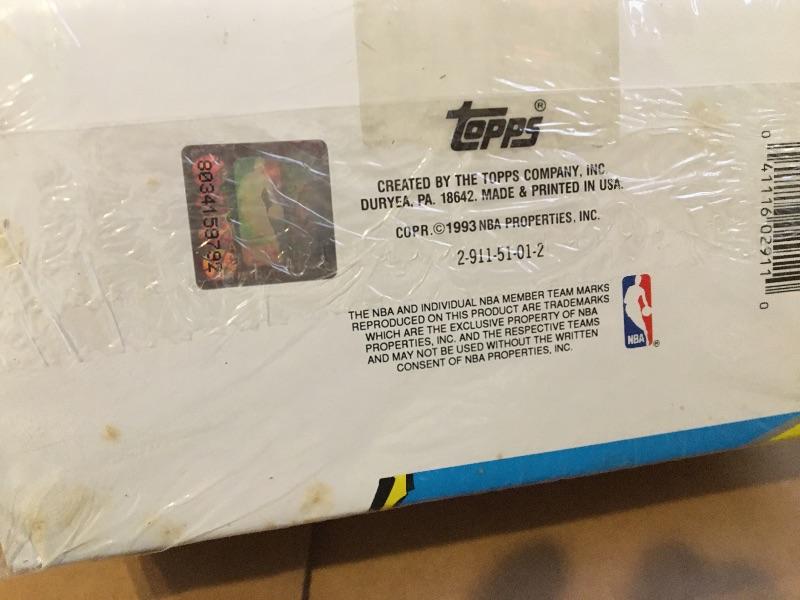 Topps®
CREATED BY THE TOPPS COMPANY, INC.
DURYEA, PA. 18642. MADE & PRINTED IN USA.
COPR.©1993 NBA PROPERTIES, INC.
2-911-51-01-2
THE NBA AND INDIVIDUAL NBA MEMBER TEAM MARKS
REPRODUCED ON THIS PRODUCT ARE TRADEMARKS
WHICH ARE THE EXCLUSIVE PROPERTY OF NBA
PROPERTIES, INC. AND THE RESPECTIVE TEAMS
AND MAY NOT BE USED WITHOUT THE WRITTEN
CONSENT OF NBA PROPERTIES, INC.
NBA®
8034159792
0 41116 02911 0